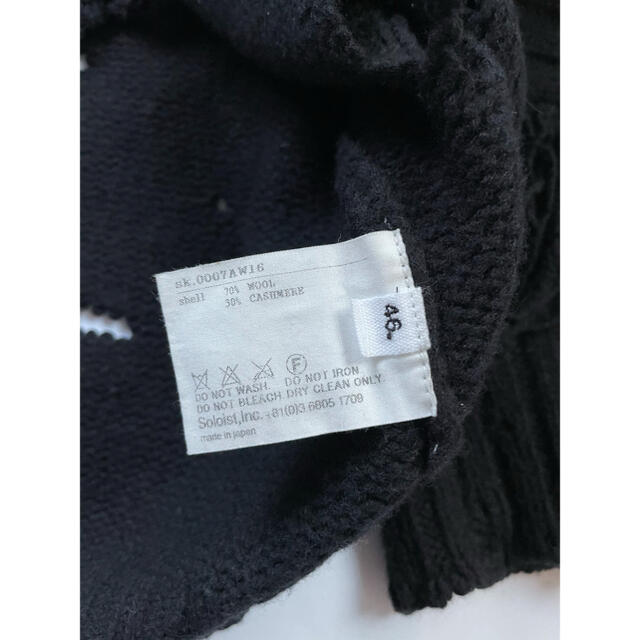 sk.0007AW16
shell 70% WOOL
30% CASHMERE
46.
F
DO NOT WASH. DO NOT IRON
DO NOT BLEACH DRY CLEAN ONLY.
Soloist,Inc. +81(0)3 6805 1709
made in japan